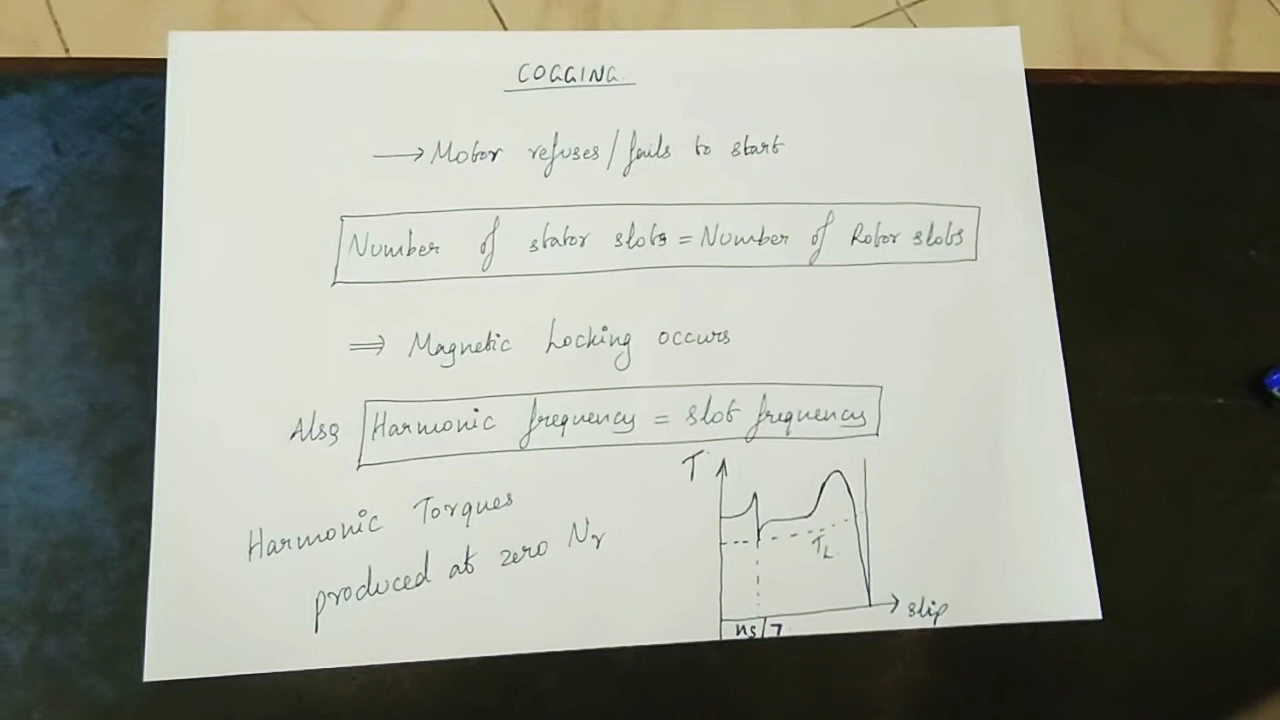 COGGING
→ Motor refuses/fails to start
Number of stator slots = Number of Rotor slots
⇒ Magnetic Locking occurs
Also Harmonic frequency = slot frequency
Harmonic Torques
produced at zero Nr
T
TL
slip
ns/7